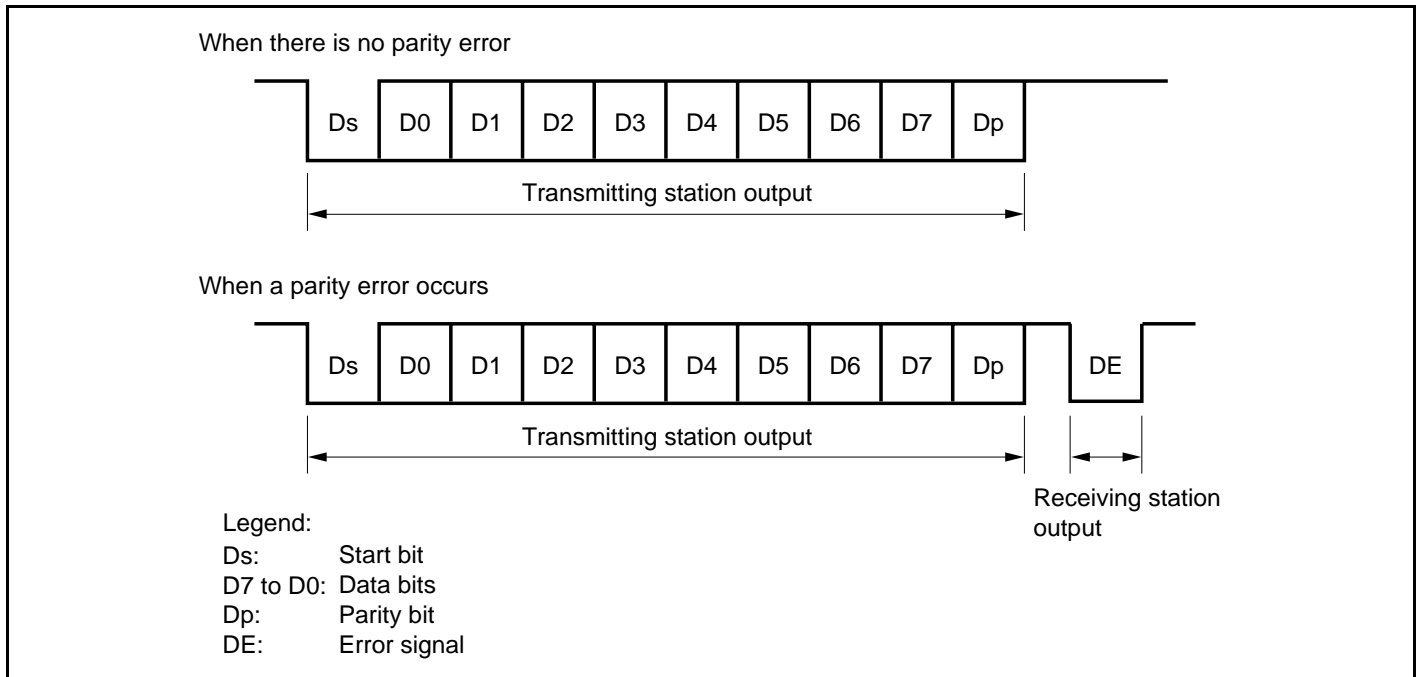 When there is no parity error
Ds D0 D1 D2 D3 D4 D5 D6 D7 Dp
Transmitting station output
When a parity error occurs
Ds D0 D1 D2 D3 D4 D5 D6 D7 Dp DE
Transmitting station output
Receiving station
output
Legend:
Ds: Start bit
D7 to D0: Data bits
Dp: Parity bit
DE: Error signal